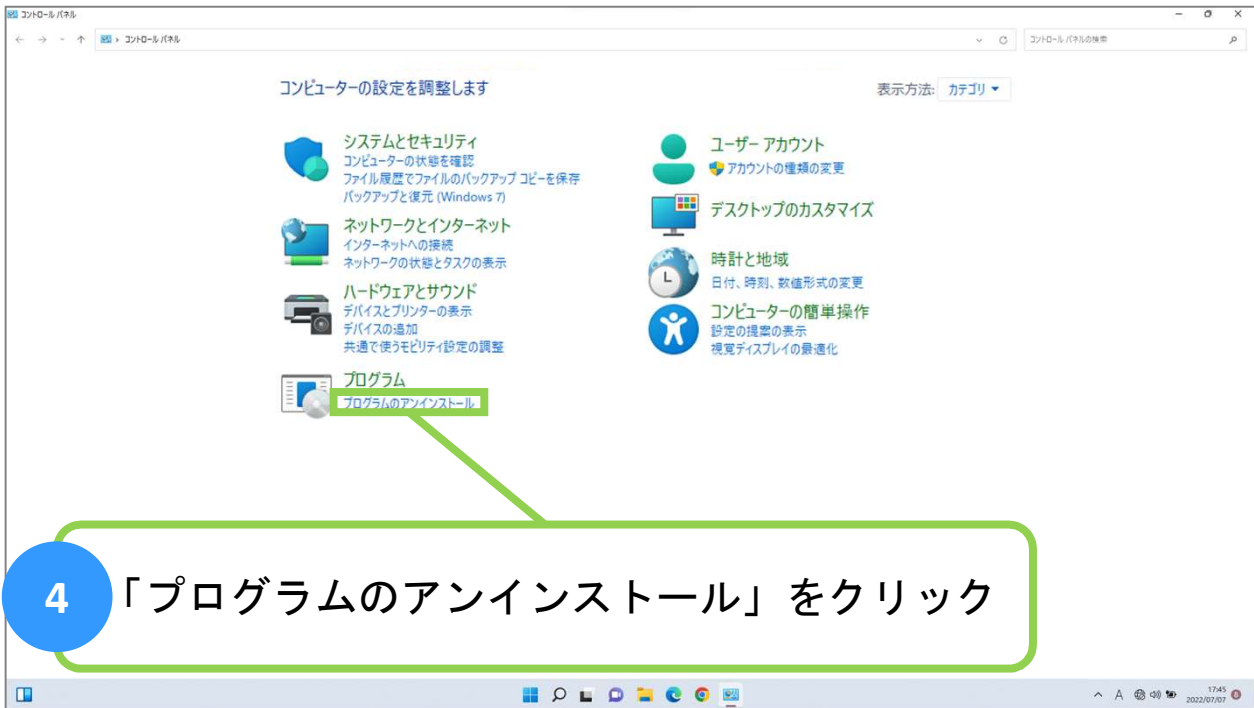 コントロール パネル
コントロール パネル
コントロール パネルの検索
コンピューターの設定を調整します
表示方法: カテゴリ
システムとセキュリティ
コンピューターの状態を確認
ファイル履歴でファイルのバックアップ コピーを保存
バックアップと復元 (Windows 7)
ネットワークとインターネット
インターネットへの接続
ネットワークの状態とタスクの表示
ハードウェアとサウンド
デバイスとプリンターの表示
デバイスの追加
共通で使うモビリティ設定の調整
プログラム
プログラムのアンインストール
ユーザー アカウント
アカウントの種類の変更
デスクトップのカスタマイズ
時計と地域
日付、時刻、数値形式の変更
コンピューターの簡単操作
設定の提案の表示
視覚ディスプレイの最適化
4 「プログラムのアンインストール」をクリック
A
17:45
2022/07/07